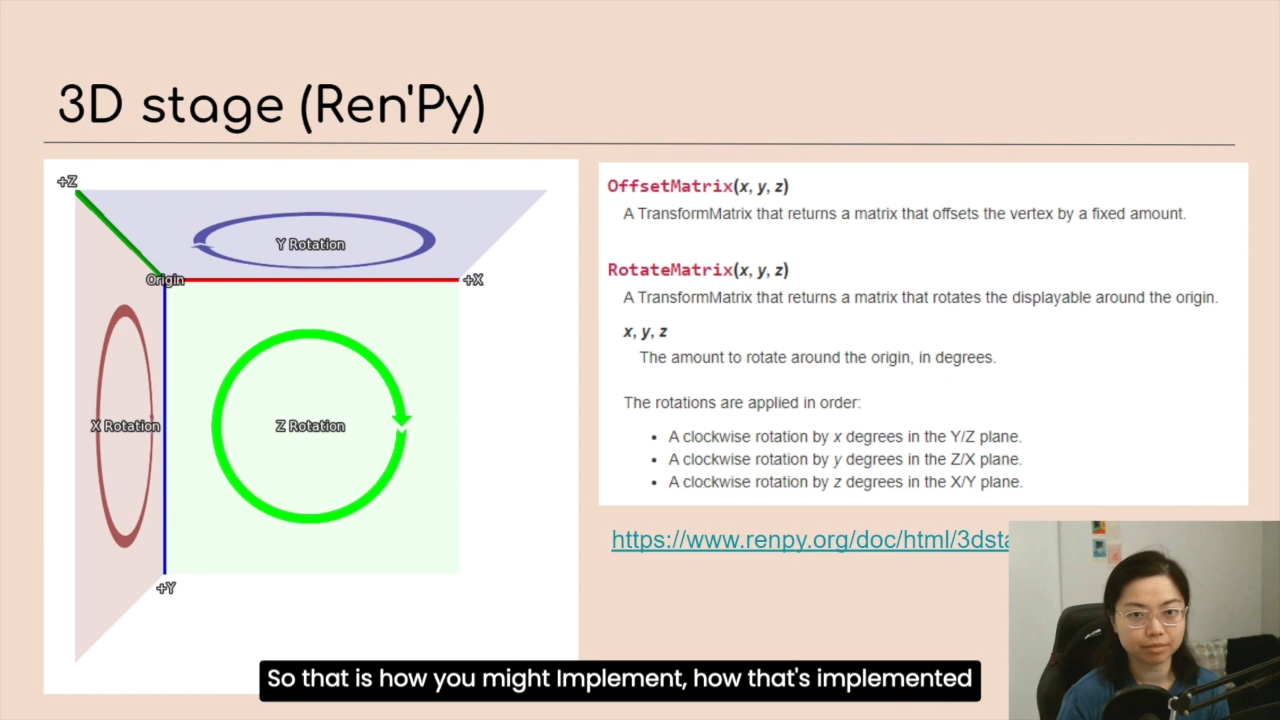 3D stage (Ren'Py)
+Z
Y Rotation
Origin
+X
X Rotation
Z Rotation
+Y
OffsetMatrix(x, y, z)
A TransformMatrix that returns a matrix that offsets the vertex by a fixed amount.
RotateMatrix(x, y, z)
A TransformMatrix that returns a matrix that rotates the displayable around the origin.
x, y, z
The amount to rotate around the origin, in degrees.
The rotations are applied in order:
• A clockwise rotation by x degrees in the Y/Z plane.
• A clockwise rotation by y degrees in the Z/X plane.
• A clockwise rotation by z degrees in the X/Y plane.
https://www.renpy.org/doc/html/3dsta
So that is how you might Implement, how that's implemented